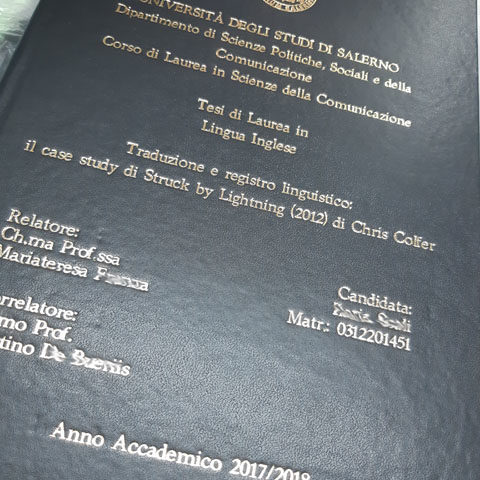 UNIVERSITÀ DEGLI STUDI DI SALERNO
Dipartimento di Scienze Politiche, Sociali e della
Comunicazione
Corso di Laurea in Scienze della Comunicazione
Tesi di Laurea in
Lingua Inglese
Traduzione e registro linguistico:
il case study di Struck by Lightning (2012) di Chris Colfer
Relatore:
Ch.ma Prof.ssa
Mariateresa
Candidata:
Matr.: 0312201451
rrelatore:
mo Prof.
tino De
Anno Accademico 2017/2018